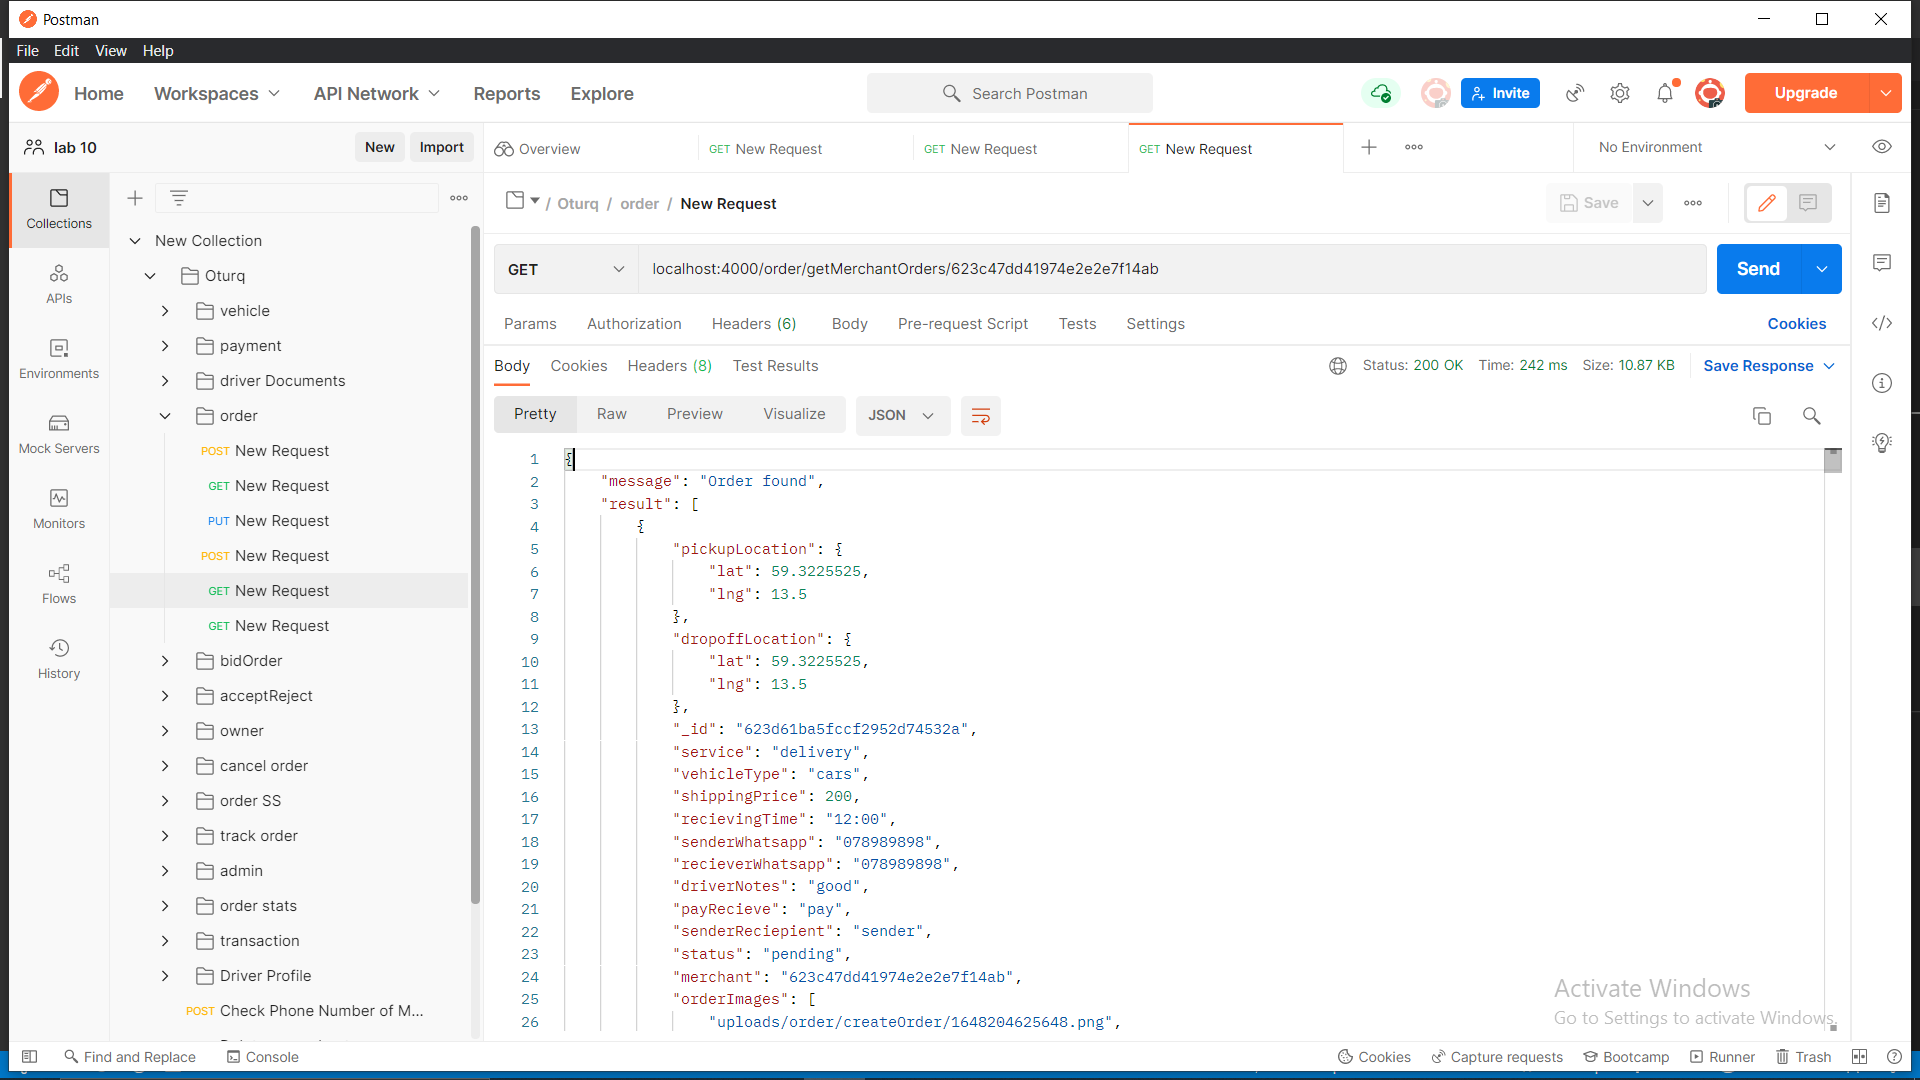 Postman
File Edit View Help
Home Workspaces API Network Reports Explore Search Postman Invite Upgrade
lab 10 New Import Overview GET New Request GET New Request GET New Request No Environment
/ Oturq / order / New Request Save
Collections
APIs
Environments
Mock Servers
Monitors
Flows
History
New Collection
Oturq
vehicle
payment
driver Documents
order
POST New Request
GET New Request
PUT New Request
POST New Request
GET New Request
GET New Request
bidOrder
acceptReject
owner
cancel order
order SS
track order
admin
order stats
transaction
Driver Profile
POST Check Phone Number of M...
GET localhost:4000/order/getMerchantOrders/623c47dd41974e2e2e7f14ab Send
Params Authorization Headers (6) Body Pre-request Script Tests Settings Cookies
Body Cookies Headers (8) Test Results Status: 200 OK Time: 242 ms Size: 10.87 KB Save Response
Pretty Raw Preview Visualize JSON
1 {
2 "message": "Order found",
3 "result": [
4 {
5 "pickupLocation": {
6 "lat": 59.3225525,
7 "lng": 13.5
8 },
9 "dropoffLocation": {
10 "lat": 59.3225525,
11 "lng": 13.5
12 },
13 "_id": "623d61ba5fccf2952d74532a",
14 "service": "delivery",
15 "vehicleType": "cars",
16 "shippingPrice": 200,
17 "recievingTime": "12:00",
18 "senderWhatsapp": "078989898",
19 "recieverWhatsapp": "078989898",
20 "driverNotes": "good",
21 "payRecieve": "pay",
22 "senderReciepient": "sender",
23 "status": "pending",
24 "merchant": "623c47dd41974e2e2e7f14ab",
25 "orderImages": [
26 "uploads/order/createOrder/1648204625648.png",
Activate Windows
Go to Settings to activate Windows.
Find and Replace Console Cookies Capture requests Bootcamp Runner Trash